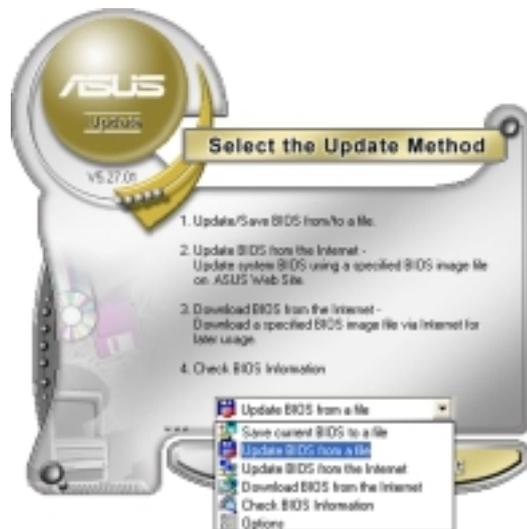 ASUS
Update
V5.27.01
Select the Update Method
1. Update/Save BIOS from/to a file.
2. Update BIOS from the Internet -
Update system BIOS using a specified BIOS image file
on ASUS Web Site.
3. Download BIOS from the Internet -
Download a specified BIOS image file via Internet for
later usage.
4. Check BIOS Information
Update BIOS from a file
Save current BIOS to a file
Update BIOS from a file
Update BIOS from the Internet
Download BIOS from the Internet
Check BIOS Information
Options